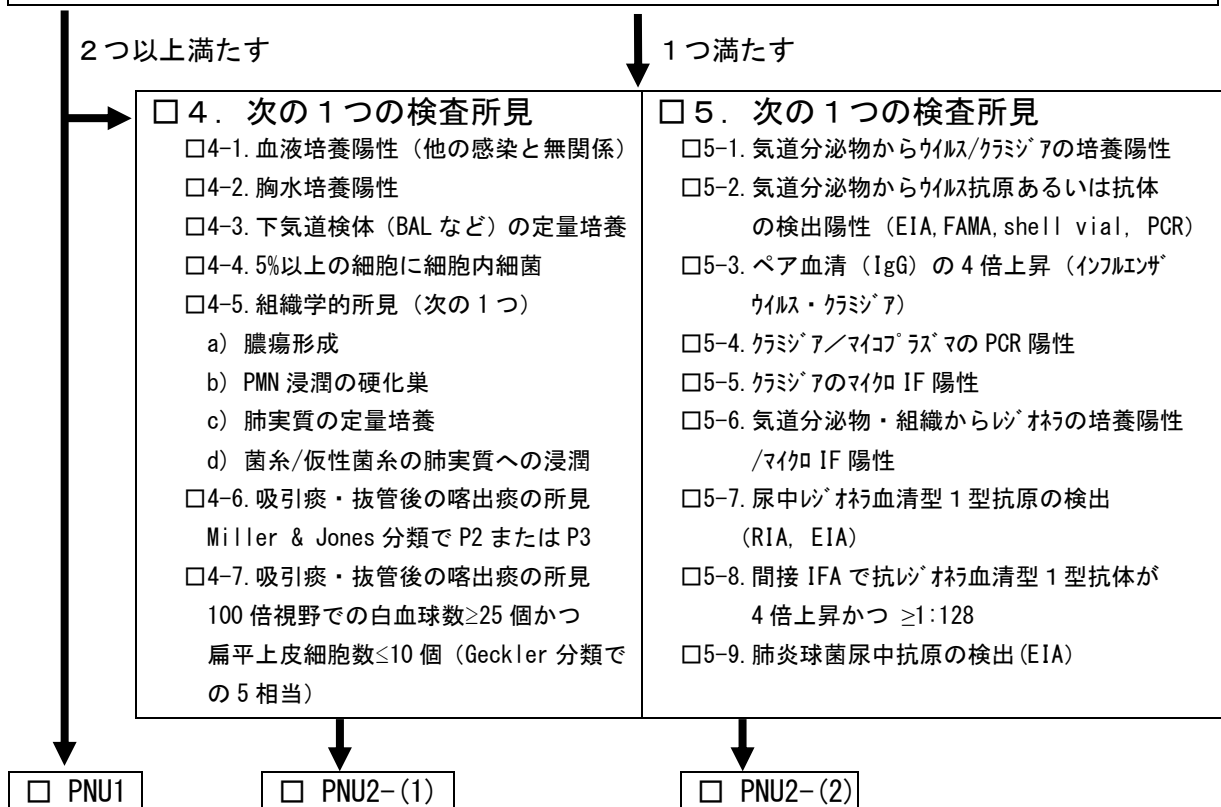 ２つ以上満たす
１つ満たす
□４．次の１つの検査所見
□4-1.血液培養陽性（他の感染と無関係）
□4-2.胸水培養陽性
□4-3.下気道検体（BAL など）の定量培養
□4-4.5%以上の細胞に細胞内細菌
□4-5.組織学的所見（次の１つ）
a) 膿瘍形成
b) PMN 浸潤の硬化巣
c) 肺実質の定量培養
d) 菌糸/仮性菌糸の肺実質への浸潤
□4-6.吸引痰・抜管後の喀出痰の所見
Miller & Jones 分類で P2 または P3
□4-7.吸引痰・抜管後の喀出痰の所見
100 倍視野での白血球数≥25 個かつ
扁平上皮細胞数≤10 個（Geckler 分類で
の 5 相当）
□５．次の１つの検査所見
□5-1.気道分泌物からｳｲﾙｽ/ｸﾗﾐｼﾞｱの培養陽性
□5-2.気道分泌物からｳｲﾙｽ抗原あるいは抗体
の検出陽性（EIA,FAMA,shell vial, PCR）
□5-3.ペア血清（IgG）の 4 倍上昇（ｲﾝﾌﾙｴﾝｻﾞ
ｳｲﾙｽ・ｸﾗﾐｼﾞｱ）
□5-4.ｸﾗﾐｼﾞｱ／ﾏｲｺﾌﾟﾗｽﾞﾏの PCR 陽性
□5-5.ｸﾗﾐｼﾞｱのﾏｲｸﾛ IF 陽性
□5-6.気道分泌物・組織からﾚｼﾞｵﾈﾗの培養陽性
/ﾏｲｸﾛ IF 陽性
□5-7.尿中ﾚｼﾞｵﾈﾗ血清型１型抗原の検出
(RIA, EIA)
□5-8.間接 IFA で抗ﾚｼﾞｵﾈﾗ血清型１型抗体が
4 倍上昇かつ ≥1:128
□5-9.肺炎球菌尿中抗原の検出(EIA)
□ PNU1
□ PNU2-(1)
□ PNU2-(2)